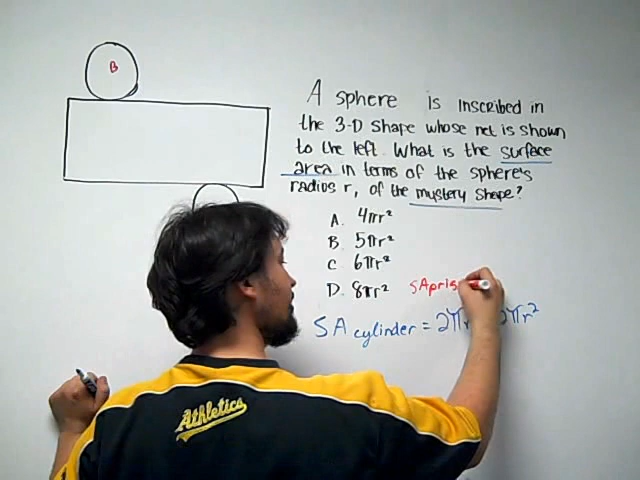 B
A sphere is inscribed in
the 3-D shape whose net is shown
to the left. What is the surface
area in terms of the sphere's
radius r, of the mystery shape?
A. 4πr²
B. 5πr²
C 6πr²
D. 8πr²
SApris
SA cylinder = 2πr 2πr²
Athletics